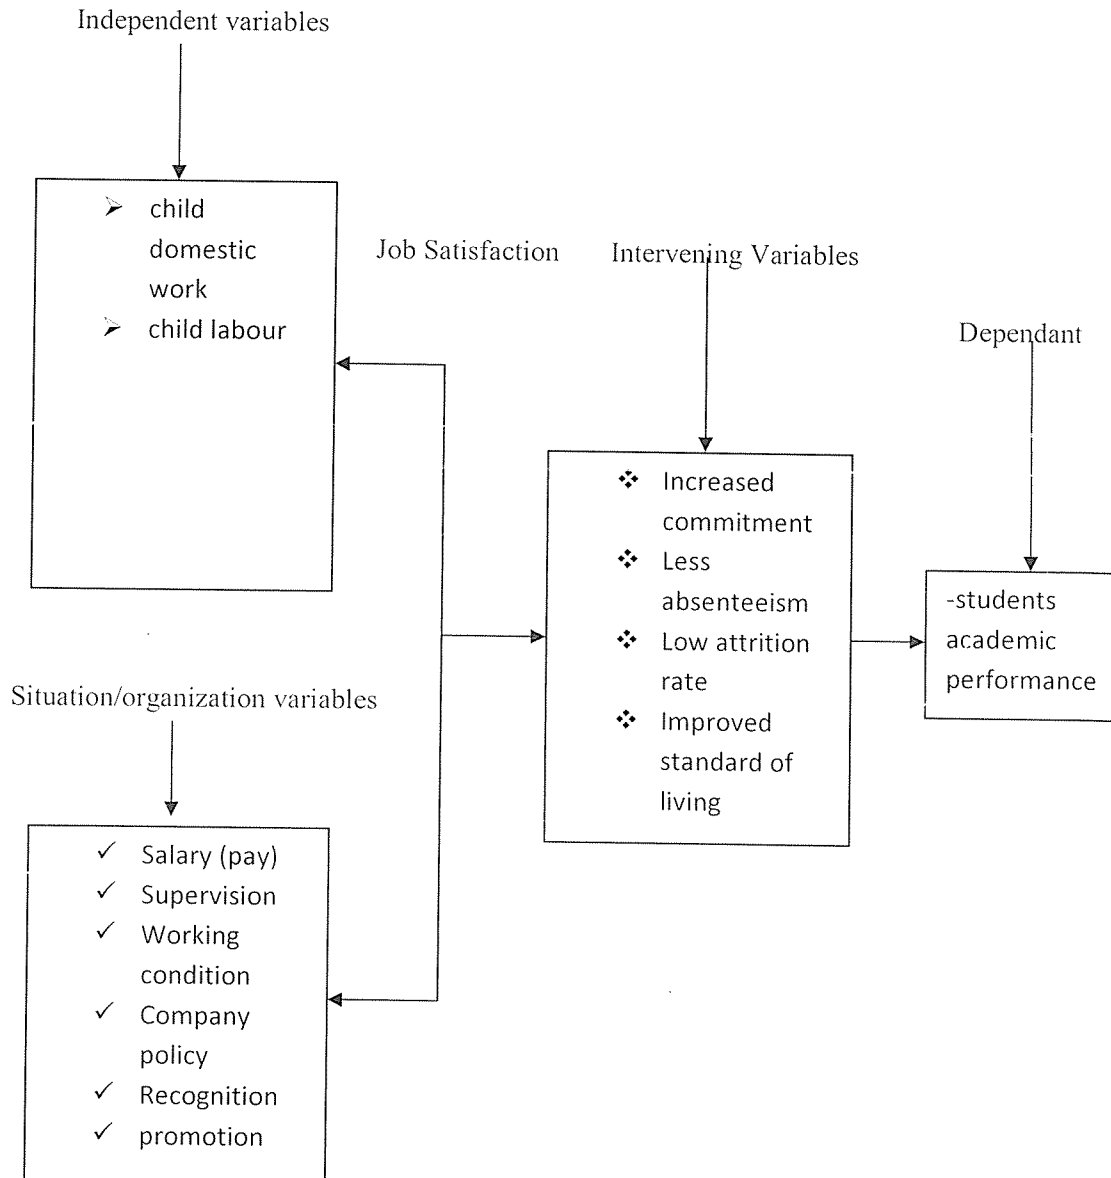 Independent variables
➢ child
domestic
work
➢ child labour
Job Satisfaction
Intervening Variables
Dependant
❖ Increased
commitment
❖ Less
absenteeism
❖ Low attrition
rate
❖ Improved
standard of
living
-students
academic
performance
Situation/organization variables
✓ Salary (pay)
✓ Supervision
✓ Working
condition
✓ Company
policy
✓ Recognition
✓ promotion